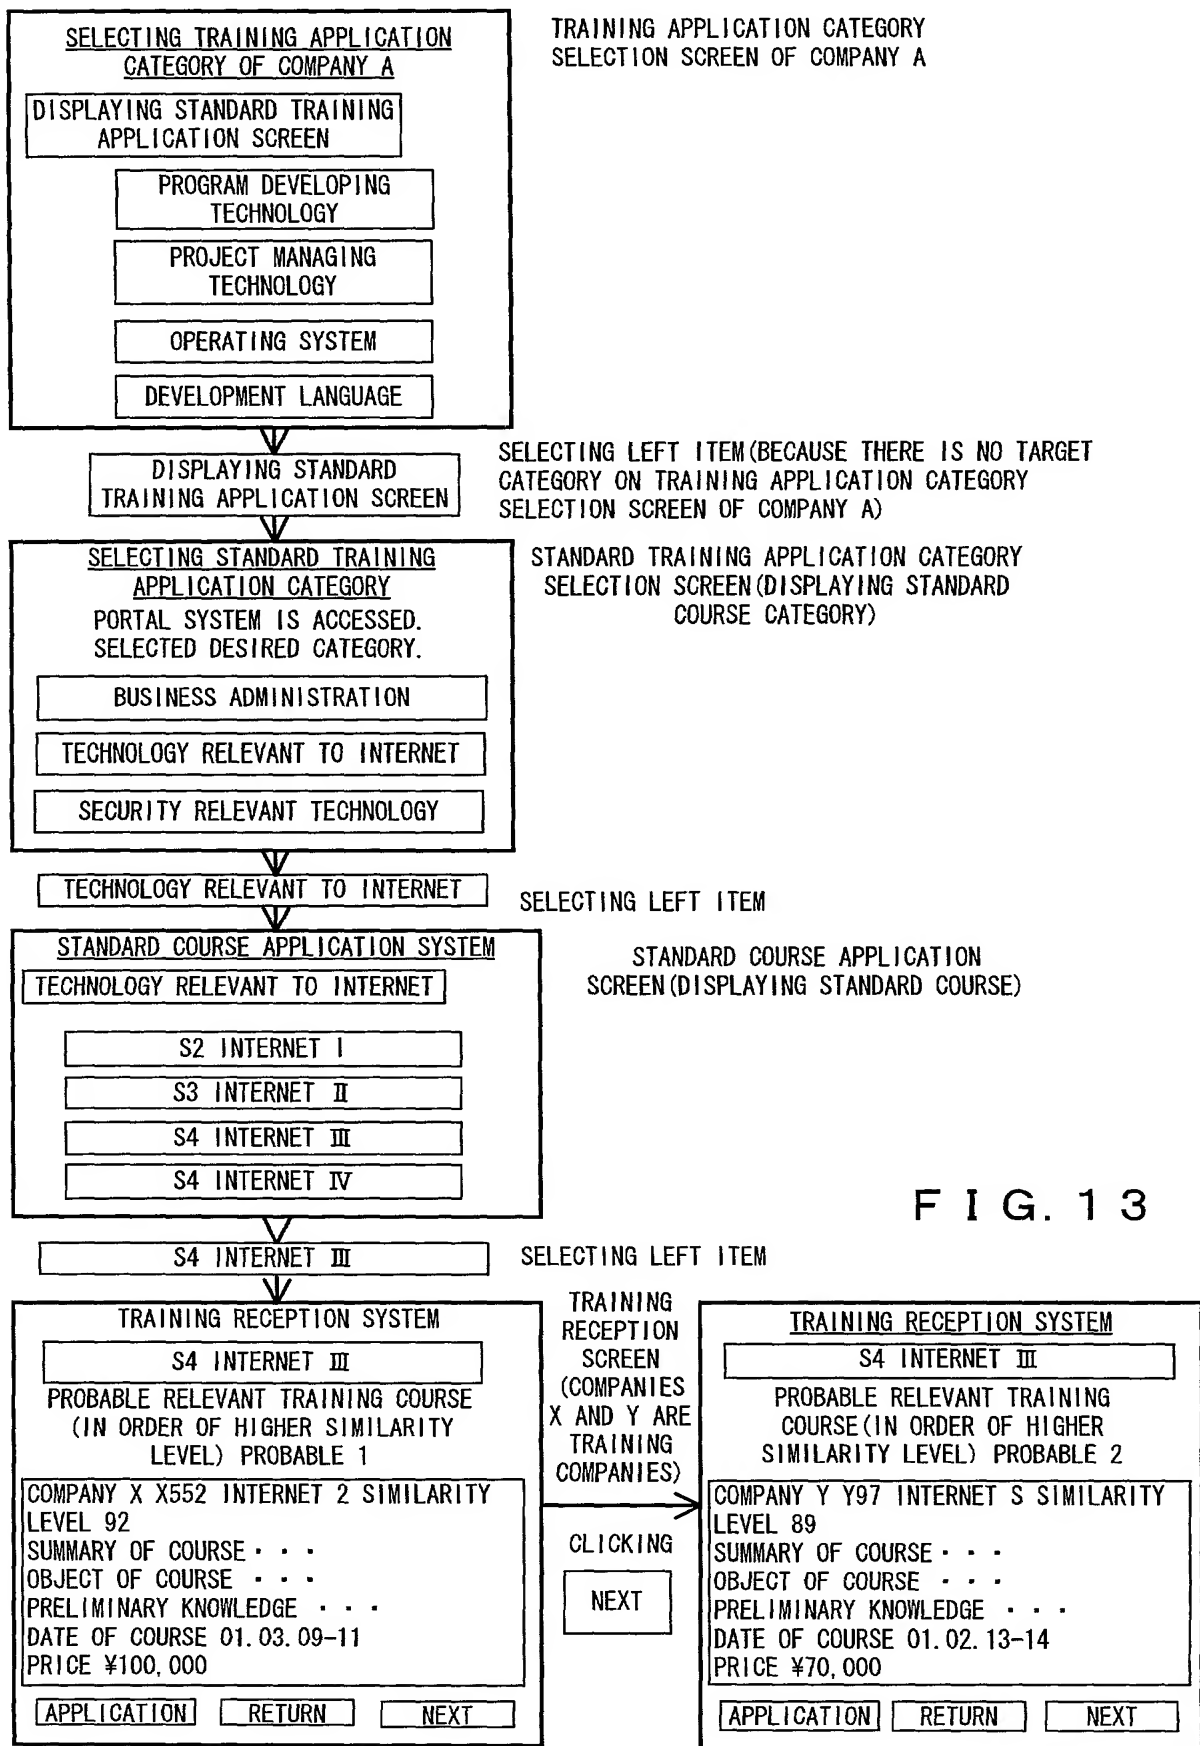 SELECTING TRAINING APPLICATION
CATEGORY OF COMPANY A
TRAINING APPLICATION CATEGORY
SELECTION SCREEN OF COMPANY A
DISPLAYING STANDARD TRAINING
APPLICATION SCREEN
PROGRAM DEVELOPING
TECHNOLOGY
PROJECT MANAGING
TECHNOLOGY
OPERATING SYSTEM
DEVELOPMENT LANGUAGE
DISPLAYING STANDARD
TRAINING APPLICATION SCREEN
SELECTING LEFT ITEM(BECAUSE THERE IS NO TARGET
CATEGORY ON TRAINING APPLICATION CATEGORY
SELECTION SCREEN OF COMPANY A)
SELECTING STANDARD TRAINING
APPLICATION CATEGORY
PORTAL SYSTEM IS ACCESSED.
SELECTED DESIRED CATEGORY.
STANDARD TRAINING APPLICATION CATEGORY
SELECTION SCREEN(DISPLAYING STANDARD
COURSE CATEGORY)
BUSINESS ADMINISTRATION
TECHNOLOGY RELEVANT TO INTERNET
SECURITY RELEVANT TECHNOLOGY
TECHNOLOGY RELEVANT TO INTERNET
SELECTING LEFT ITEM
STANDARD COURSE APPLICATION SYSTEM
TECHNOLOGY RELEVANT TO INTERNET
STANDARD COURSE APPLICATION
SCREEN(DISPLAYING STANDARD COURSE)
S2 INTERNET I
S3 INTERNET II
S4 INTERNET III
S4 INTERNET IV
FIG. 13
S4 INTERNET III
SELECTING LEFT ITEM
TRAINING RECEPTION SYSTEM
S4 INTERNET III
PROBABLE RELEVANT TRAINING COURSE
(IN ORDER OF HIGHER SIMILARITY
LEVEL) PROBABLE 1
COMPANY X X552 INTERNET 2 SIMILARITY
LEVEL 92
SUMMARY OF COURSE・・・
OBJECT OF COURSE ・・・
PRELIMINARY KNOWLEDGE ・・・
DATE OF COURSE 01.03.09-11
PRICE ¥100,000
APPLICATION
RETURN
NEXT
TRAINING
RECEPTION
SCREEN
(COMPANIES
X AND Y ARE
TRAINING
COMPANIES)
CLICKING
NEXT
TRAINING RECEPTION SYSTEM
S4 INTERNET III
PROBABLE RELEVANT TRAINING
COURSE(IN ORDER OF HIGHER
SIMILARITY LEVEL) PROBABLE 2
COMPANY Y Y97 INTERNET S SIMILARITY
LEVEL 89
SUMMARY OF COURSE・・・
OBJECT OF COURSE ・・・
PRELIMINARY KNOWLEDGE ・・・
DATE OF COURSE 01.02.13-14
PRICE ¥70,000
APPLICATION
RETURN
NEXT